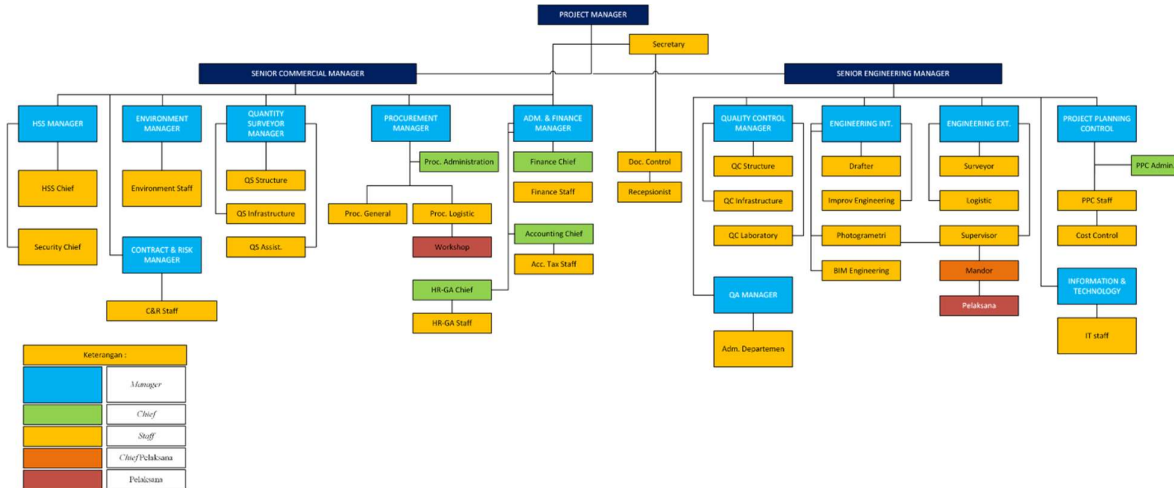 PROJECT MANAGER
Secretary
SENIOR COMMERCIAL MANAGER
SENIOR ENGINEERING MANAGER
HSS MANAGER
ENVIRONMENT
MANAGER
QUANTITY
SURVEYOR
MANAGER
PROCUREMENT
MANAGER
ADM. & FINANCE
MANAGER
QUALITY CONTROL
MANAGER
ENGINEERING INT..
ENGINEERING EXT.
PROJECT PLANNING
CONTROL
Proc. Administration
Finance Chief
Doc. Control
QC Structure
Drafter
Surveyor
PPC Admin.
HSS Chief
Environment Staff
QS Structure
Finance Staff
Recepsionist
QC Infrastructure
Improv Engineering
Logistic
PPC Staff
QS Infrastructure
Proc. General
Proc. Logistic
Security Chief
QS Assist.
Workshop
Accounting Chief
QC Laboratory
Photogrametri
Supervisor
Cost Control
CONTRACT & RISK
MANAGER
Acc. Tax Staff
BIM Engineering
Mandor
HR-GA Chief
QA MANAGER
Pelaksana
INFORMATION &
TECHNOLOGY
C&R Staff
HR-GA Staff
Adm. Departemen
IT staff
Keterangan :
Manager
Chief
Staff
Chief Pelaksana
Pelaksana